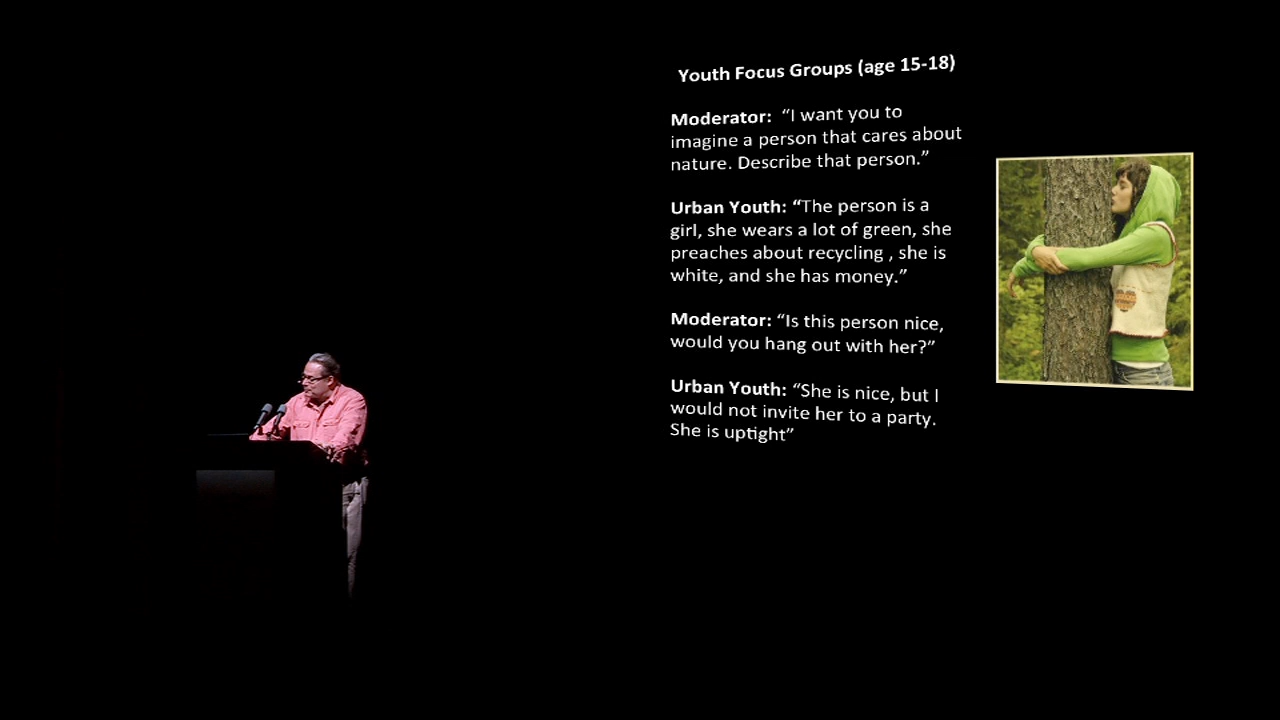 Youth Focus Groups (age 15-18)
Moderator: “I want you to
imagine a person that cares about
nature. Describe that person.”
Urban Youth: “The person is a
girl, she wears a lot of green, she
preaches about recycling , she is
white, and she has money.”
Moderator: “Is this person nice,
would you hang out with her?”
Urban Youth: “She is nice, but I
would not invite her to a party.
She is uptight”